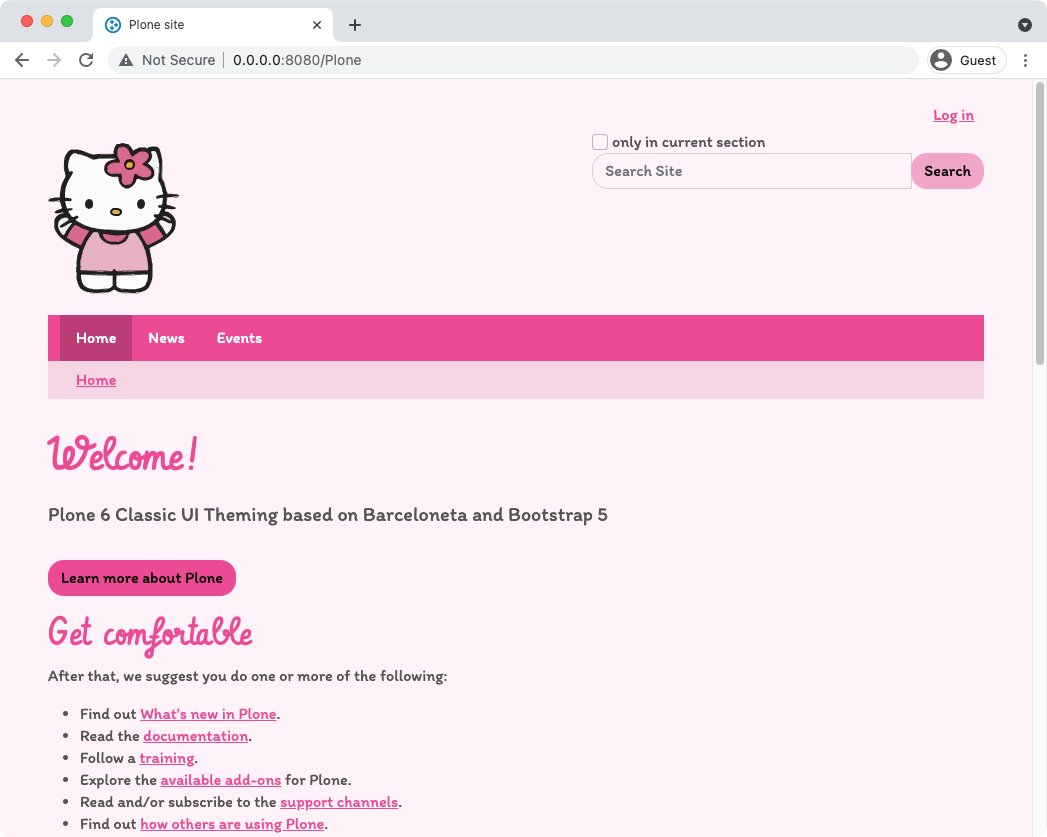 Plone site
Not Secure 0.0.0.0:8080/Plone
Guest
Log in
only in current section
Search Site
Search
Home News Events
Home
Welcome!
Plone 6 Classic UI Theming based on Barceloneta and Bootstrap 5
Learn more about Plone
Get comfortable
After that, we suggest you do one or more of the following:
Find out What's new in Plone.
Read the documentation.
Follow a training.
Explore the available add-ons for Plone.
Read and/or subscribe to the support channels.
Find out how others are using Plone.